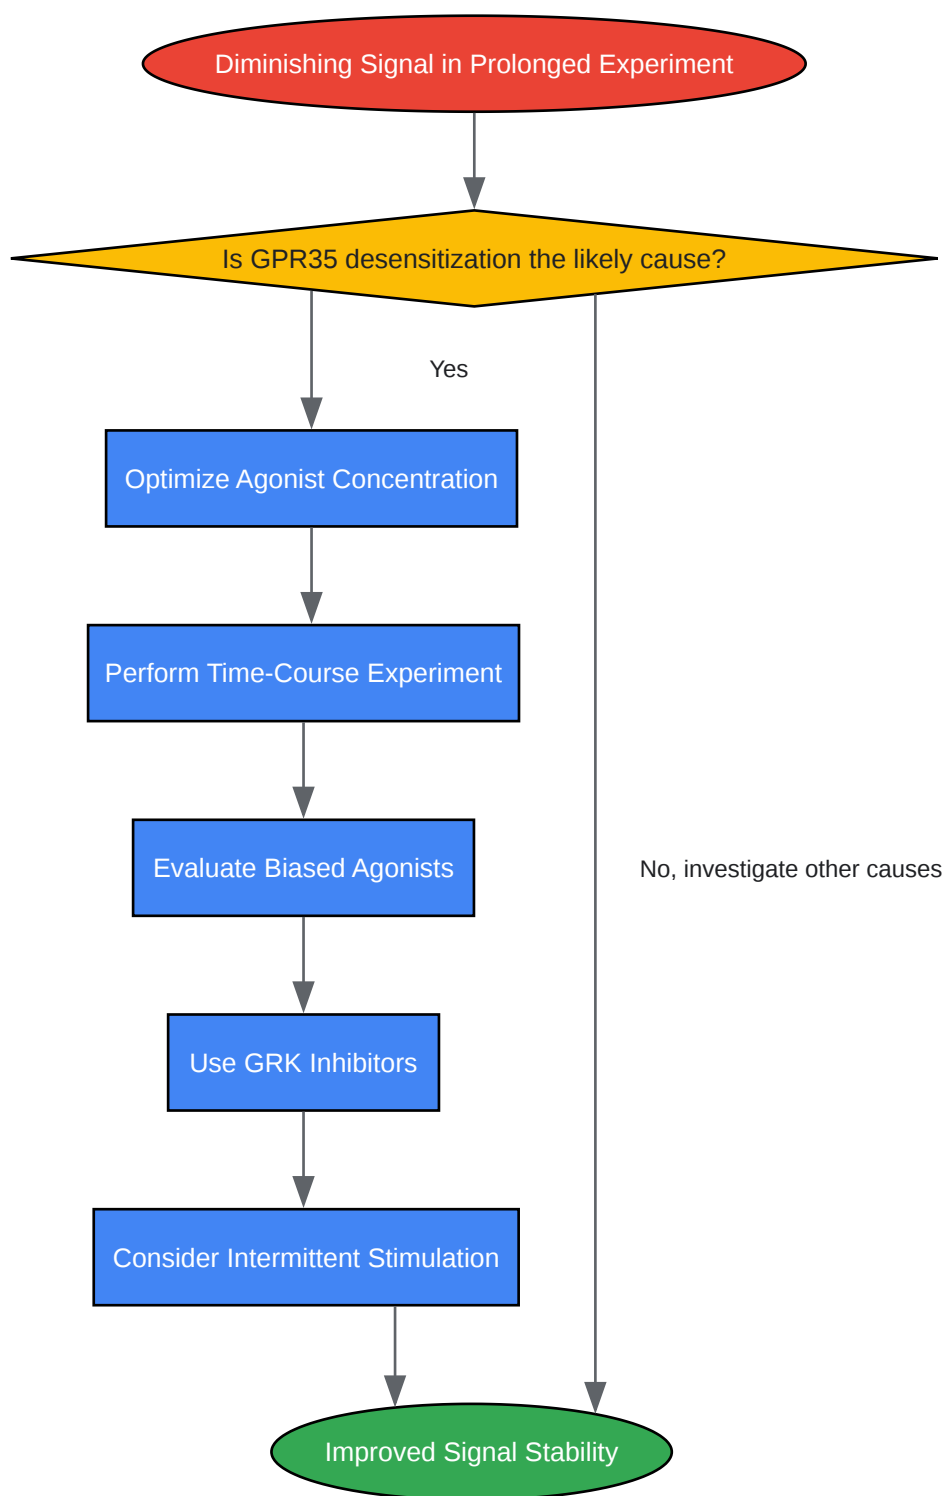 Diminishing Signal in Prolonged Experiment
Is GPR35 desensitization the likely cause?
Yes
Optimize Agonist Concentration
Perform Time-Course Experiment
Evaluate Biased Agonists
No, investigate other causes
Use GRK Inhibitors
Consider Intermittent Stimulation
Improved Signal Stability